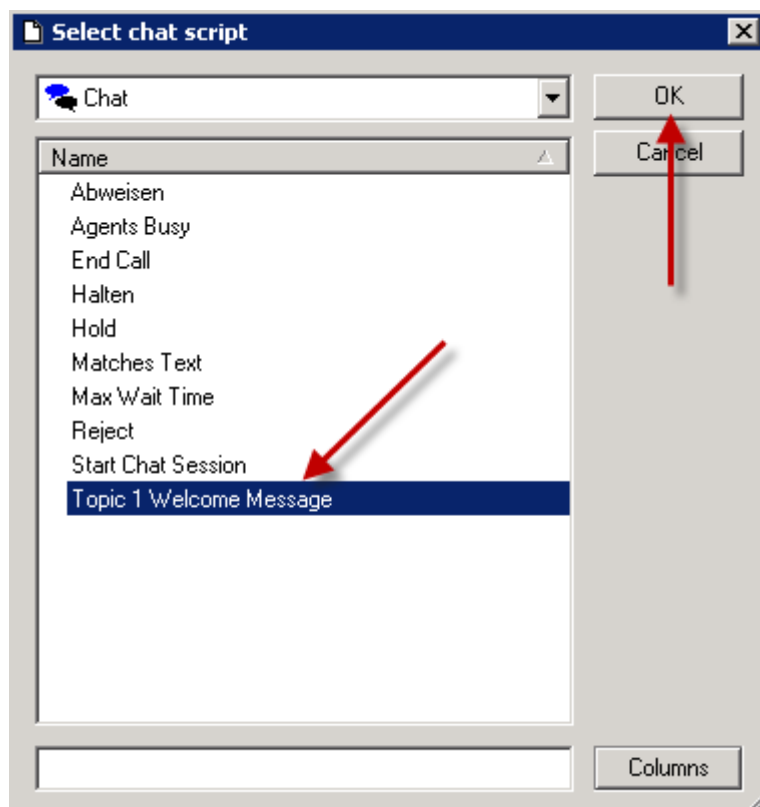 Select chat script
Chat
OK
Name
Cancel
Abweisen
Agents Busy
End Call
Halten
Hold
Matches Text
Max Wait Time
Reject
Start Chat Session
Topic 1 Welcome Message
Columns